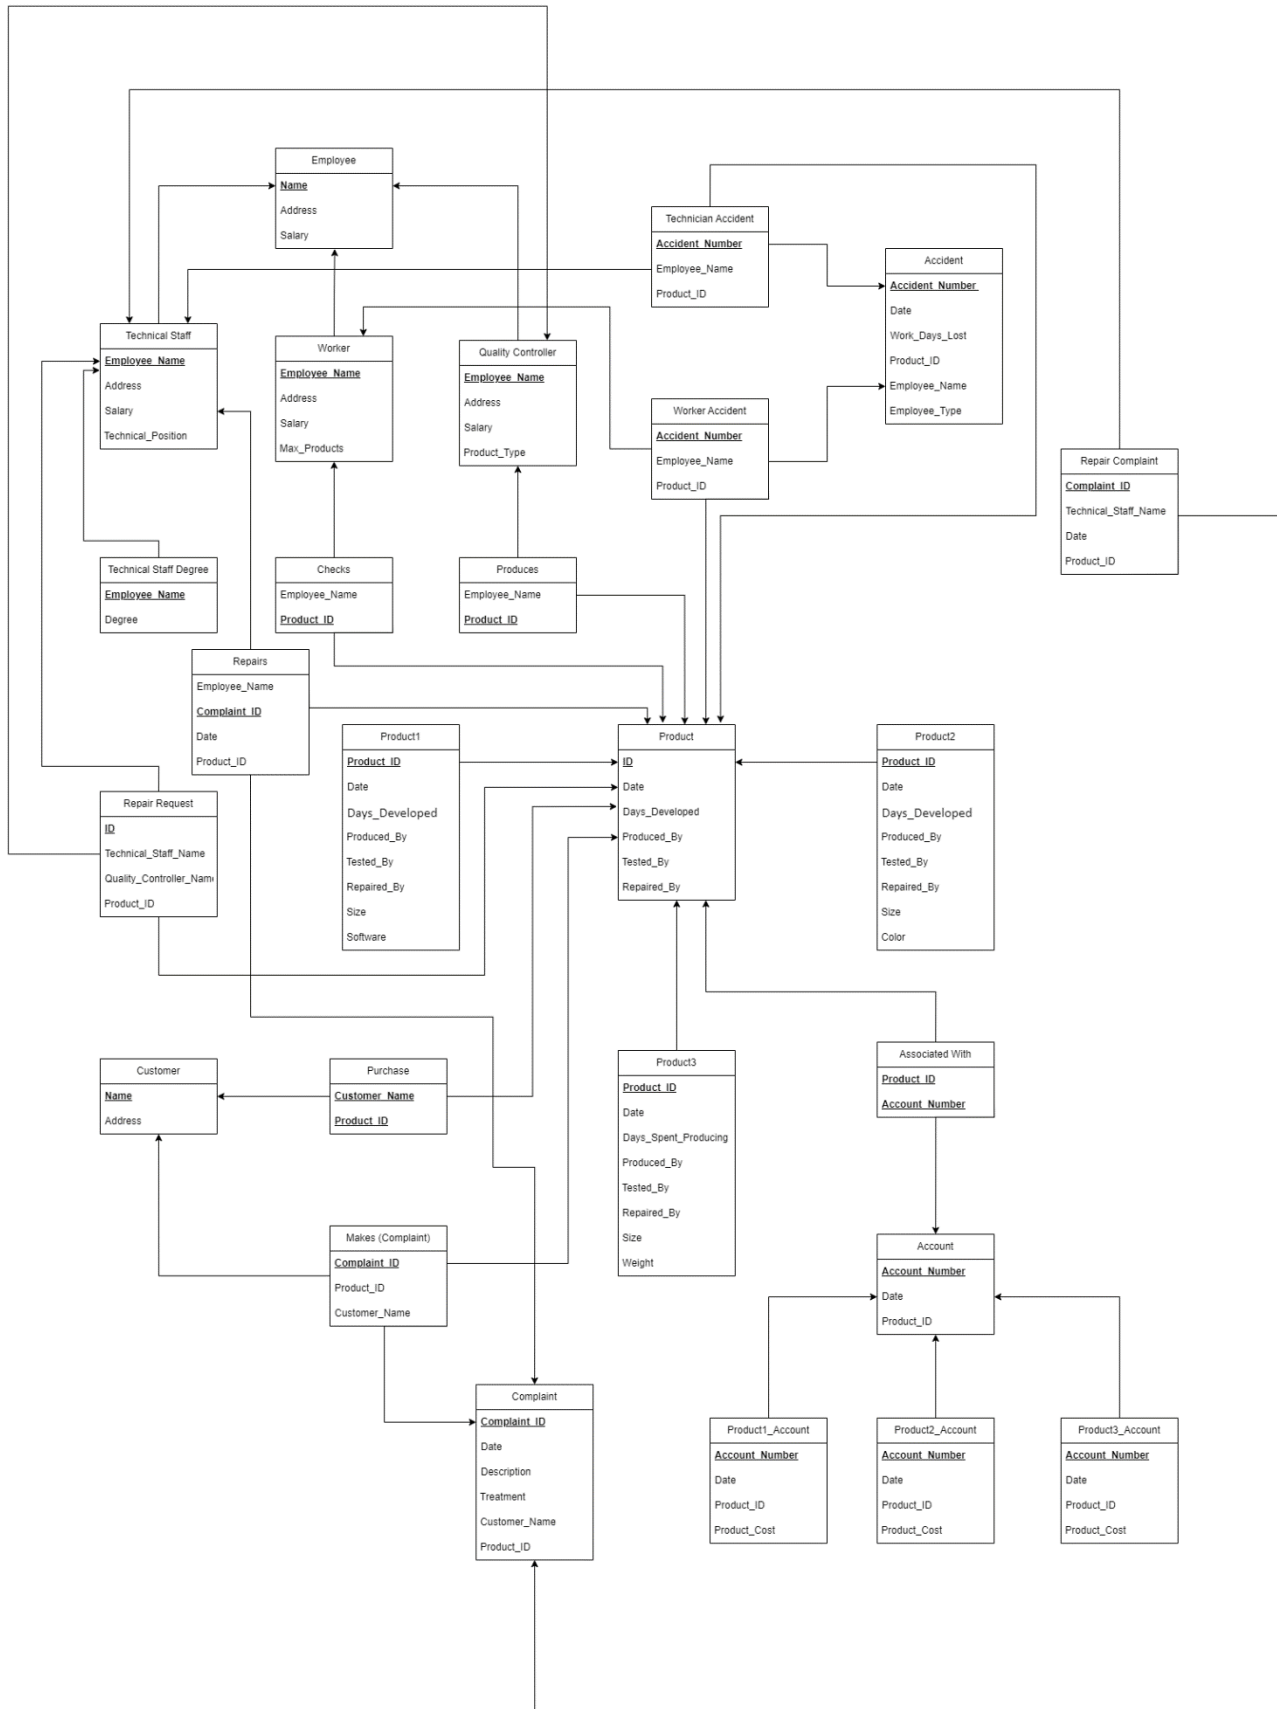 Employee
Name
Address
Salary
Technician Accident
Accident_Number
Employee_Name
Product_ID
Accident
Accident_Number
Date
Work_Days_Lost
Product_ID
Employee_Name
Employee_Type
Technical Staff
Employee_Name
Address
Salary
Technical_Position
Worker
Employee_Name
Address
Salary
Max_Products
Quality Controller
Employee_Name
Address
Salary
Product_Type
Worker Accident
Accident_Number
Employee_Name
Product_ID
Repair Complaint
Complaint_ID
Technical_Staff_Name
Date
Product_ID
Technical Staff Degree
Employee_Name
Degree
Checks
Employee_Name
Product_ID
Produces
Employee_Name
Product_ID
Repairs
Employee_Name
Complaint_ID
Date
Product_ID
Product1
Product_ID
Date
Days_Developed
Produced_By
Tested_By
Repaired_By
Size
Software
Product
ID
Date
Days_Developed
Produced_By
Tested_By
Repaired_By
Product2
Product_ID
Date
Days_Developed
Produced_By
Tested_By
Repaired_By
Size
Color
Repair Request
ID
Technical_Staff_Name
Quality_Controller_Name
Product_ID
Customer
Name
Address
Purchase
Customer_Name
Product_ID
Product3
Product_ID
Date
Days_Spent_Producing
Produced_By
Tested_By
Repaired_By
Size
Weight
Associated With
Product_ID
Account_Number
Makes (Complaint)
Complaint_ID
Product_ID
Customer_Name
Account
Account_Number
Date
Product_ID
Complaint
Complaint_ID
Date
Description
Treatment
Customer_Name
Product_ID
Product1_Account
Account_Number
Date
Product_ID
Product_Cost
Product2_Account
Account_Number
Date
Product_ID
Product_Cost
Product3_Account
Account_Number
Date
Product_ID
Product_Cost